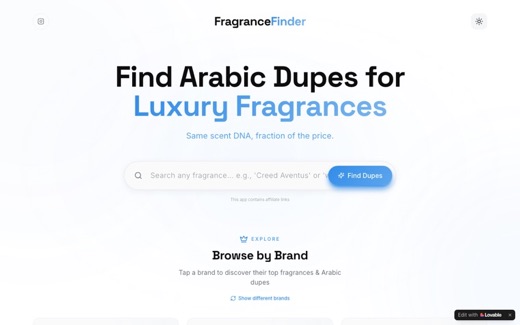 FragranceFinder
Find Arabic Dupes for
Luxury Fragrances
Same scent DNA, fraction of the price.
Search any fragrance... e.g., 'Creed Aventus' or
Find Dupes
This app contains affiliate links
EXPLORE
Browse by Brand
Tap a brand to discover their top fragrances & Arabic
dupes
Show different brands
Edit with Lovable